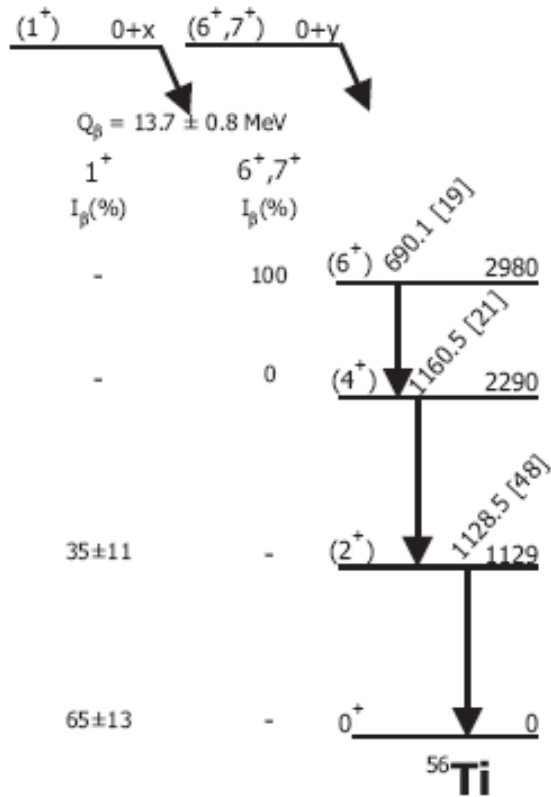 (1⁺) 0+x (6⁺,7⁺) 0+y
Qᵦ = 13.7 ± 0.8 MeV
1⁺ 6⁺,7⁺
Iᵦ(%) Iᵦ(%)
690.1 [19]
- 100 (6⁺) 2980
1160.5 [21]
- 0 (4⁺) 2290
1128.5 [48]
35±11 - (2⁺) 1129
65±13 - 0⁺ 0
⁵⁶Ti